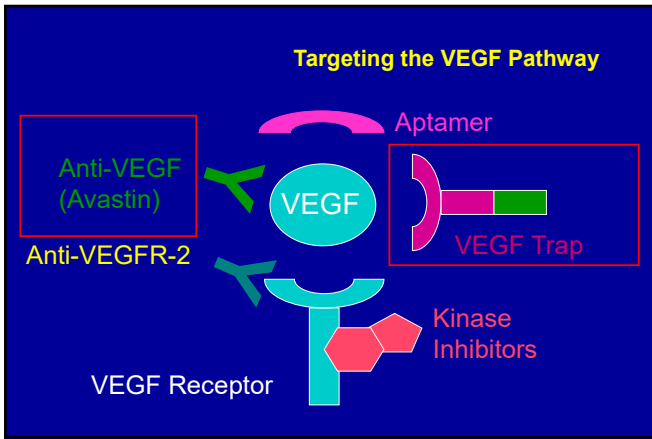 Targeting the VEGF Pathway
Aptamer
Anti-VEGF
(Avastin)
VEGF
VEGF Trap
Anti-VEGFR-2
Kinase
Inhibitors
VEGF Receptor